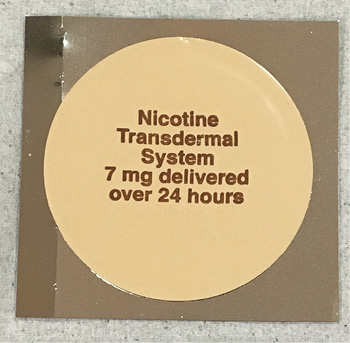 Nicotine
Transdermal
System
7 mg delivered
over 24 hours